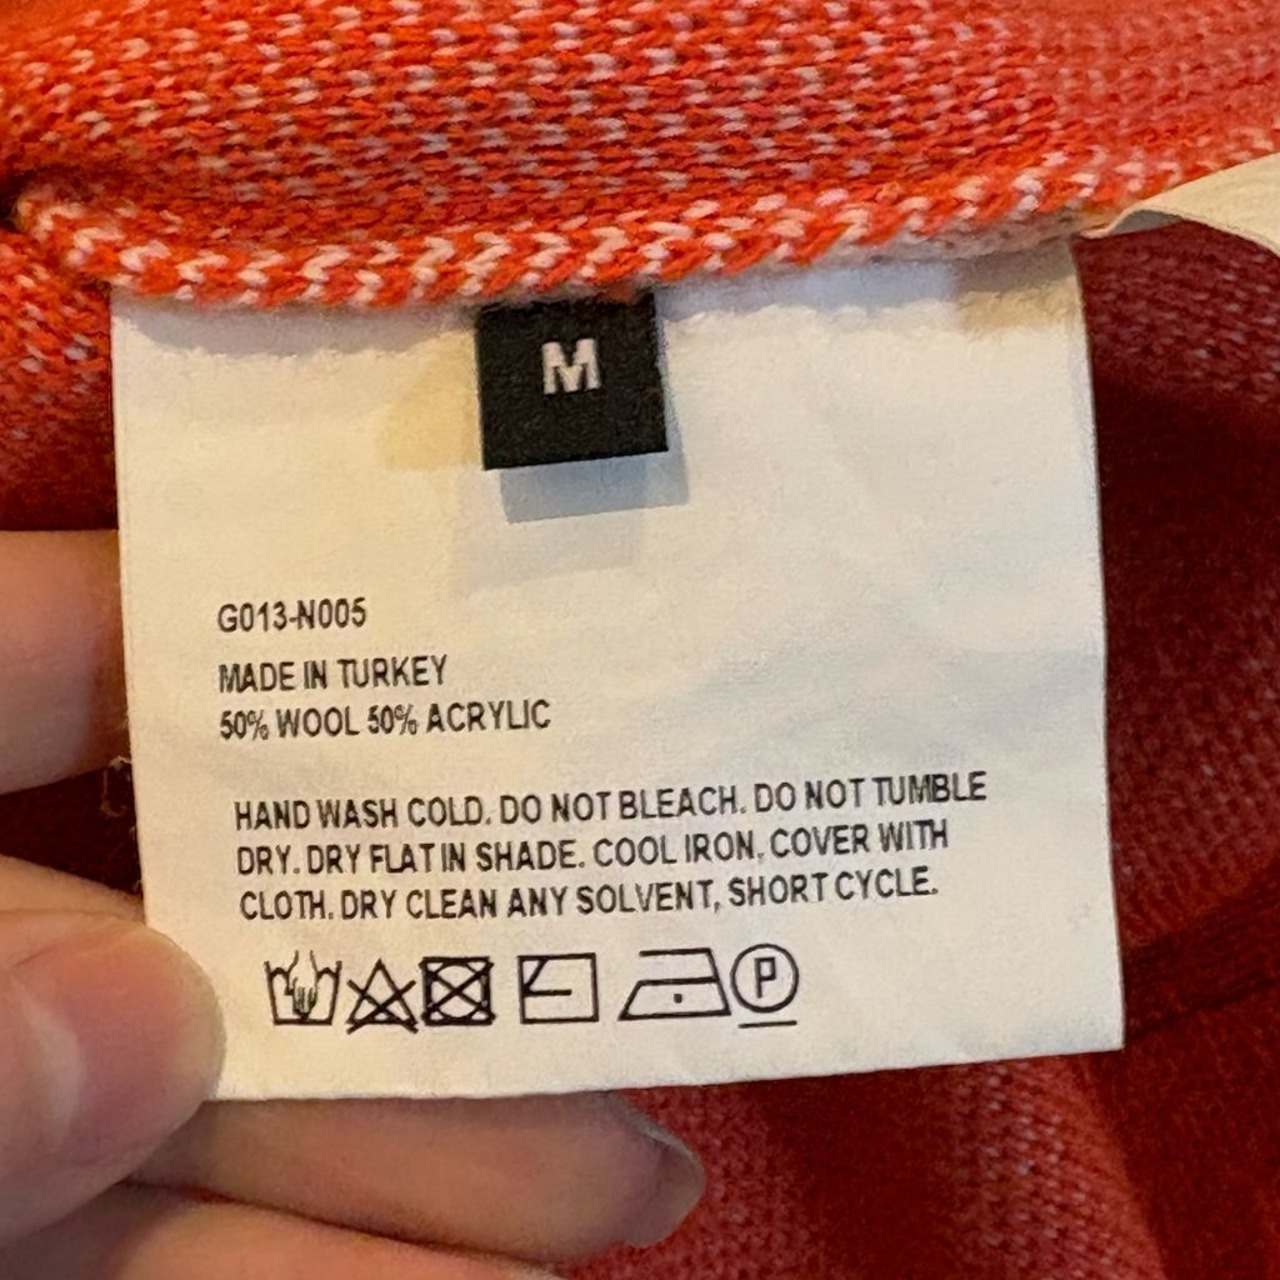 M
G013-N005
MADE IN TURKEY
50% WOOL 50% ACRYLIC
HAND WASH COLD. DO NOT BLEACH. DO NOT TUMBLE
DRY. DRY FLAT IN SHADE. COOL IRON. COVER WITH
CLOTH. DRY CLEAN ANY SOLVENT, SHORT CYCLE.
P